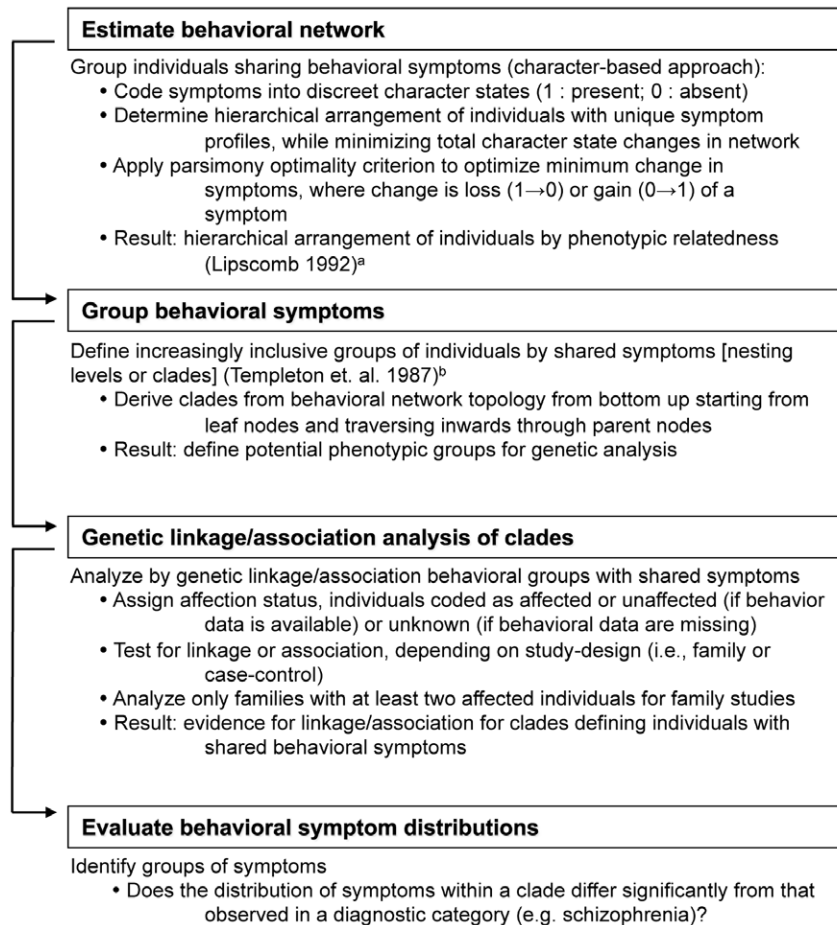 Estimate behavioral network
Group individuals sharing behavioral symptoms (character-based approach):
• Code symptoms into discreet character states (1 : present; 0 : absent)
• Determine hierarchical arrangement of individuals with unique symptom
profiles, while minimizing total character state changes in network
• Apply parsimony optimality criterion to optimize minimum change in
symptoms, where change is loss (1→0) or gain (0→1) of a
symptom
• Result: hierarchical arrangement of individuals by phenotypic relatedness
(Lipscomb 1992)ᵃ
Group behavioral symptoms
Define increasingly inclusive groups of individuals by shared symptoms [nesting
levels or clades] (Templeton et. al. 1987)ᵇ
• Derive clades from behavioral network topology from bottom up starting from
leaf nodes and traversing inwards through parent nodes
• Result: define potential phenotypic groups for genetic analysis
Genetic linkage/association analysis of clades
Analyze by genetic linkage/association behavioral groups with shared symptoms
• Assign affection status, individuals coded as affected or unaffected (if behavior
data is available) or unknown (if behavioral data are missing)
• Test for linkage or association, depending on study-design (i.e., family or
case-control)
• Analyze only families with at least two affected individuals for family studies
• Result: evidence for linkage/association for clades defining individuals with
shared behavioral symptoms
Evaluate behavioral symptom distributions
Identify groups of symptoms
• Does the distribution of symptoms within a clade differ significantly from that
observed in a diagnostic category (e.g. schizophrenia)?